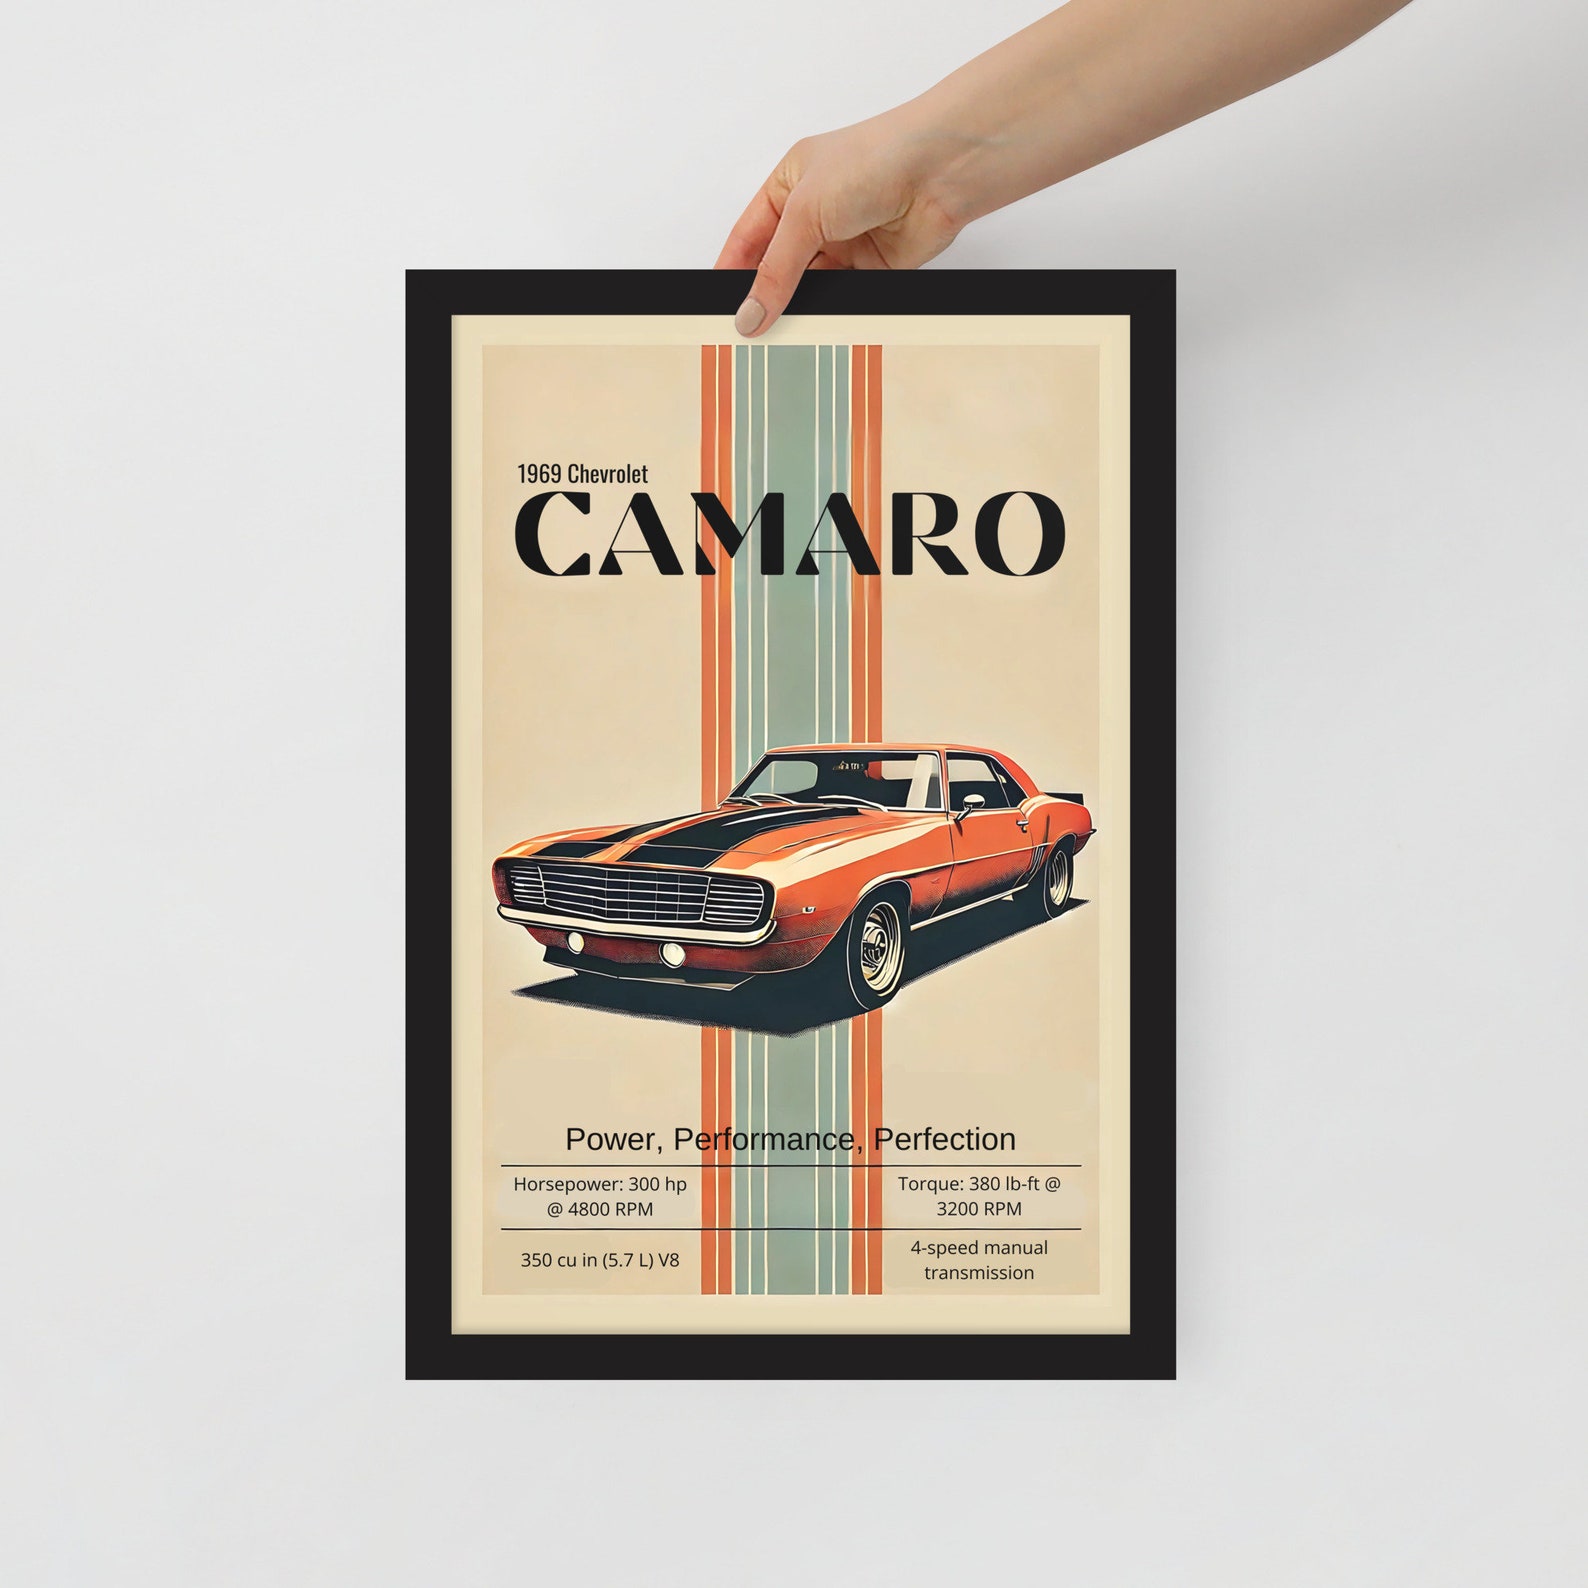 1969 Chevrolet
CAMARO
Power, Performance, Perfection
Horsepower: 300 hp
@ 4800 RPM
Torque: 380 lb-ft @
3200 RPM
350 cu in (5.7 L) V8
4-speed manual
transmission